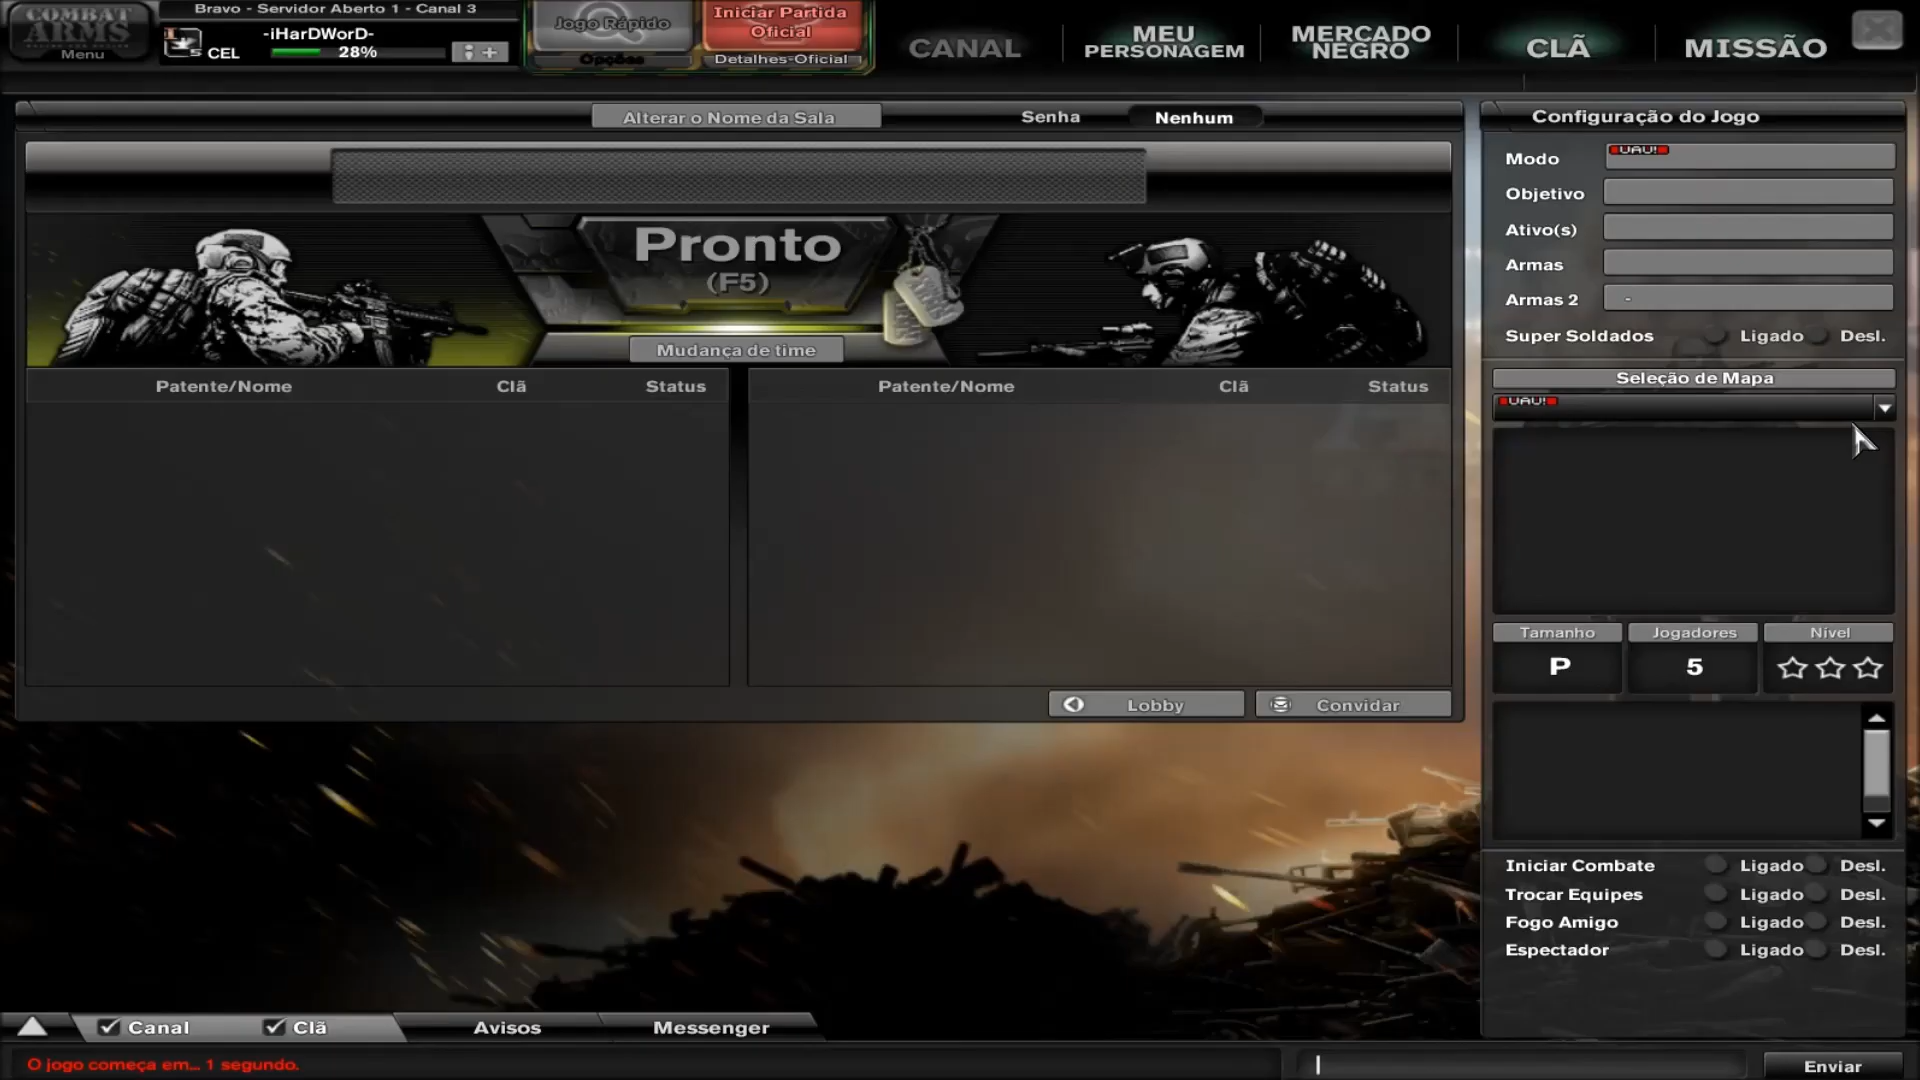 COMBAT
ARMS
Menu
Bravo - Servidor Aberto 1 - Canal 3
-iHarDWorD-
CEL
28%
Jogo Rápido
Opções
Iniciar Partida
Oficial
Detalhes-Oficial
CANAL
MEU
PERSONAGEM
MERCADO
NEGRO
CLÃ
MISSÃO
Alterar o Nome da Sala
Senha
Nenhum
Pronto
(F5)
Mudança de time
Patente/Nome Clã Status
Patente/Nome Clã Status
Lobby
Convidar
Configuração do Jogo
Modo UAU!
Objetivo
Ativo(s)
Armas
Armas 2 -
Super Soldados Ligado Desl.
Seleção de Mapa
UAU!
Tamanho Jogadores Nível
P 5
Iniciar Combate Ligado Desl.
Trocar Equipes Ligado Desl.
Fogo Amigo Ligado Desl.
Espectador Ligado Desl.
Canal Clã Avisos Messenger
O jogo começa em... 1 segundo.
Enviar